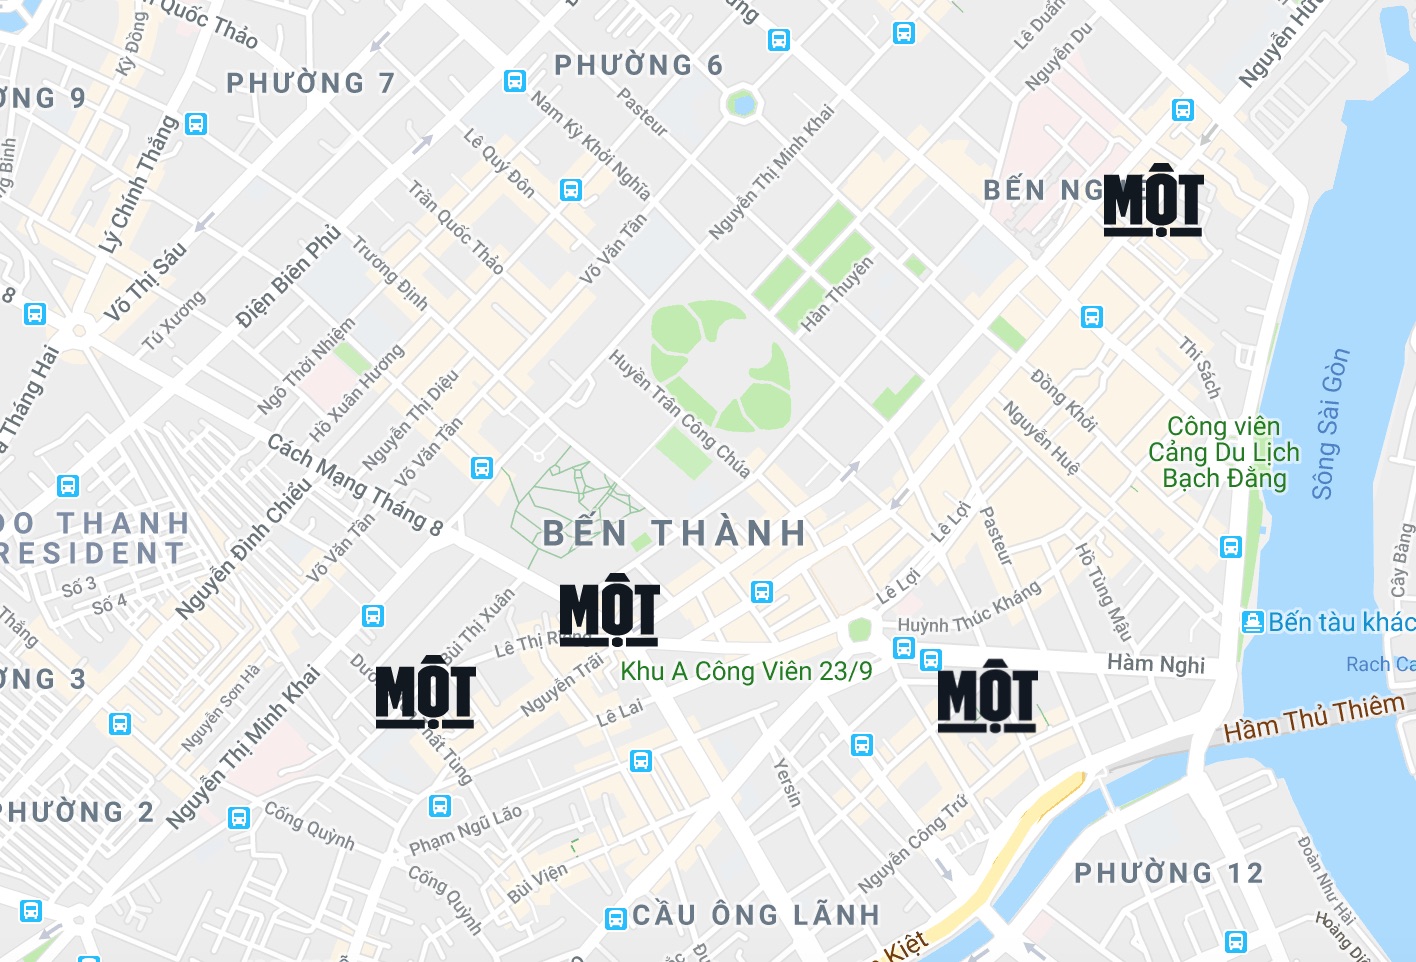 Quốc Thảo
Kỳ Đồng
PHƯỜNG 7
PHƯỜNG 6
Lê Duẩn
Nguyễn Du
Pasteur
Nam Kỳ Khởi Nghĩa
Lê Quý Đôn
Nguyễn Thị Minh Khai
Lý Chính Thắng
Trần Quốc Thảo
BẾN NG
MỘT
Võ Văn Tần
Điện Biên Phủ
Trương Định
Võ Thị Sáu
Hàn Thuyên
Tú Xương
8
Ngô Thời Nhiệm
Hồ Xuân Hương
Nguyễn Thị Diệu
Huyền Trân Công Chúa
Thi Sách
Sông Sài Gòn
Đồng Khởi
Nguyễn Huệ
Công viên
Cảng Du Lịch
Bạch Đằng
Tháng Hai
Võ Văn Tần
Cách Mạng Tháng 8
BẾN THÀNH
Nguyễn Đình Chiểu
Võ Văn Tần
DO THANH
RESIDENT
Lê Lợi
Pasteur
Hồ Tùng Mậu
Cây Bàng
Số 3
Số 4
MỘT
Lê Lợi
Huỳnh Thúc Kháng
Bến tàu khác
Bùi Thị Xuân
Lê Thị Riêng
Nguyễn Trãi
Khu A Công Viên 23/9
Hàm Nghi
Rach Ca
MỘT
MỘT
Nguyễn Sơn Hà
Nguyễn Thị Minh Khai
Lê Lai
Hầm Thủ Thiêm
Yersin
PHƯỜNG 2
Cống Quỳnh
Phạm Ngũ Lão
Nguyễn Công Trứ
Cống Quỳnh
Bùi Viện
PHƯỜNG 12
Đoàn Như Hài
CẦU ÔNG LÃNH
Kiệt